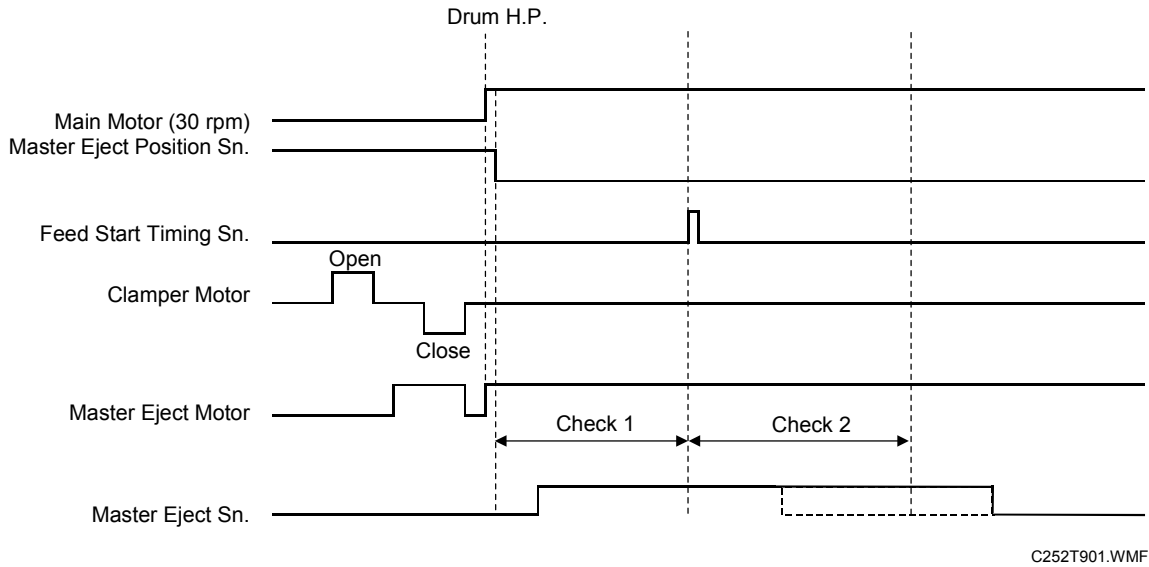 Drum H.P.
Main Motor (30 rpm)
Master Eject Position Sn.
Feed Start Timing Sn.
Open
Clamper Motor
Close
Master Eject Motor
Check 1
Check 2
Master Eject Sn.
C252T901.WMF